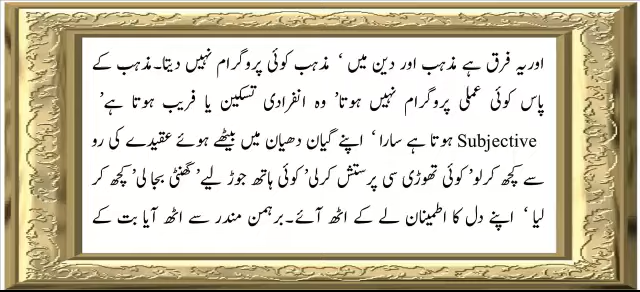 اوریہ فرق ہے مذہب اور دین میں ‘ مذہب کوئی پروگرام نہیں دیتا۔مذہب کے
پاس کوئی عملی پروگرام نہیں ہوتا’ وہ انفرادی تسکین یا فریب ہوتا ہے’
Subjective ہوتا ہے سارا‘ اپنے گیان دھیان میں بیٹھے ہوئے عقیدے کی رو
سے کچھ کرلو’ کوئی تھوڑی سی پرستش کرلی’ کوئی ہاتھ جوڑ لیے’ گھنٹی بجا لی’ کچھ کر
لیا ‘ اپنے دل کا اطمینان لے کے اٹھ آئے۔برہمن مندر سے اٹھ آیا بت کے